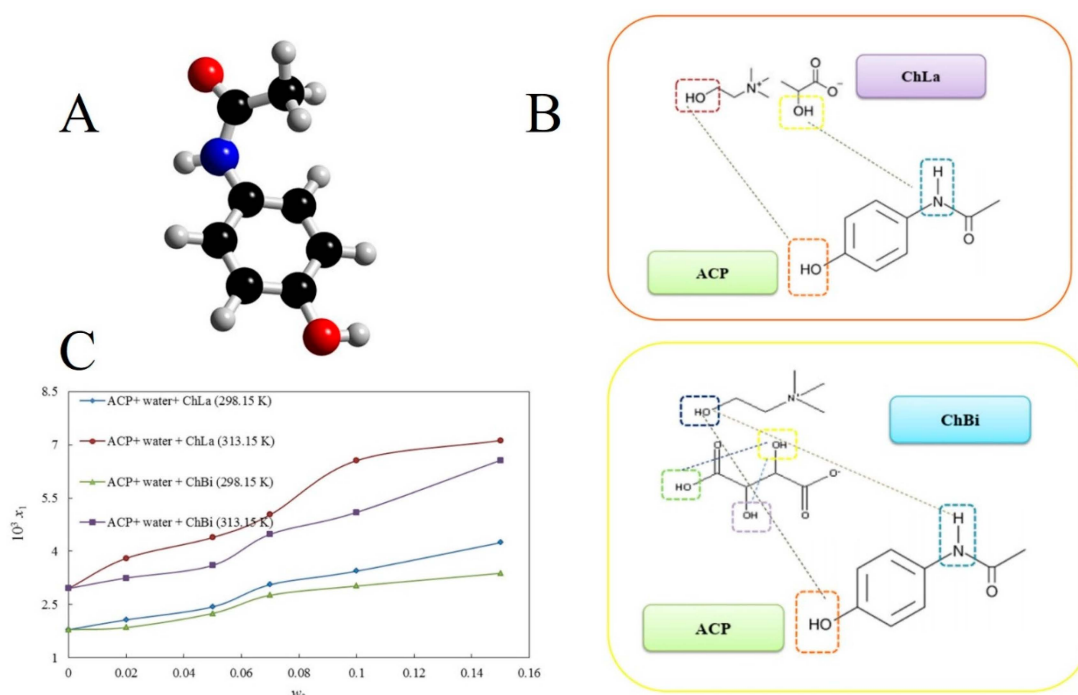 A
B
ChLa
HO
N+
O
O−
OH
H
N
O
HO
ACP
C
8.5
7
5.5
4
2.5
1
10³ x₁
ACP+ water+ ChLa (298.15 K)
ACP+ water + ChLa (313.15 K)
ACP+ water + ChBi (298.15 K)
ACP+ water + ChBi (313.15 K)
0
0.02
0.04
0.06
0.08
0.1
0.12
0.14
0.16
ChBi
HO
N+
O
OH
O−
HO
OH
O
H
N
O
HO
ACP